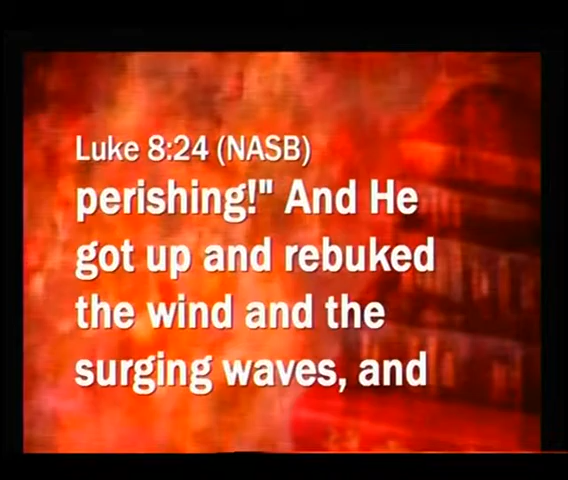 Luke 8:24 (NASB)
perishing!" And He
got up and rebuked
the wind and the
surging waves, and